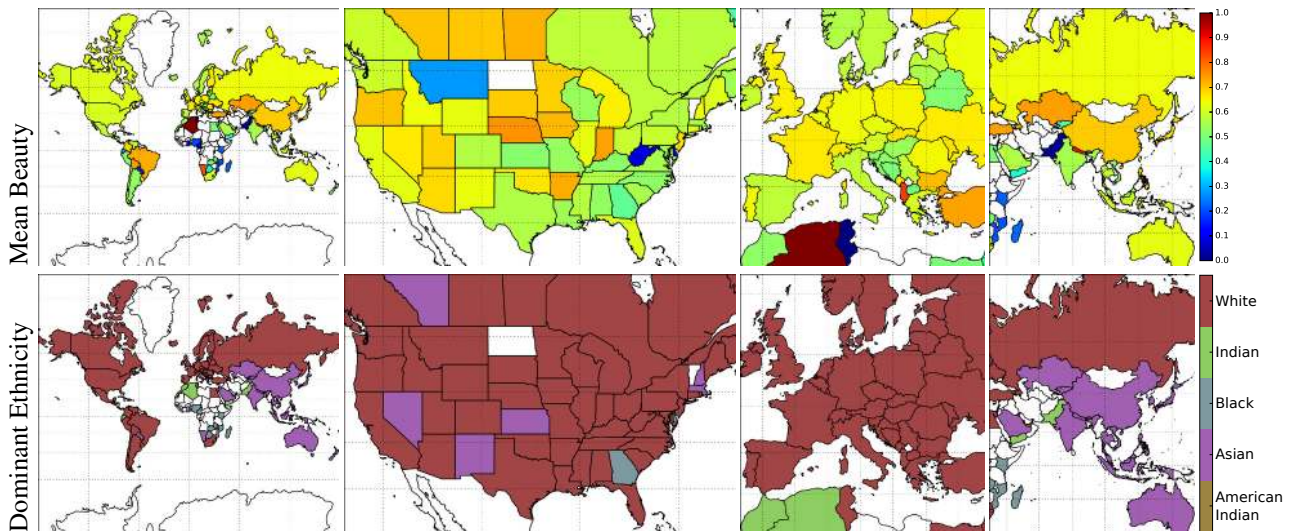 Mean Beauty
1.0
0.9
0.8
0.7
0.6
0.5
0.4
0.3
0.2
0.1
0.0
Dominant Ethnicity
White
Indian
Black
Asian
American
Indian